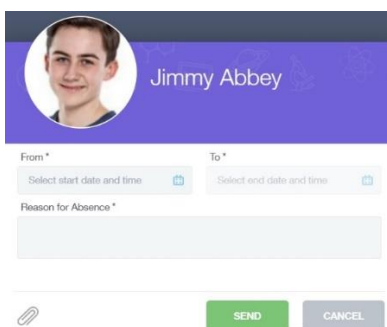 Jimmy Abbey
From * To *
Select start date and time Select end date and time
Reason for Absence *
SEND CANCEL